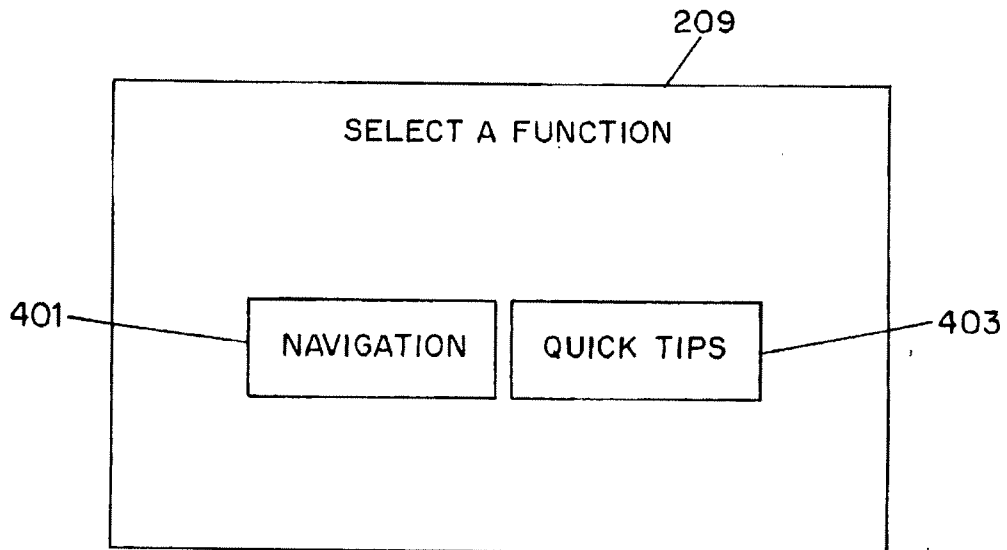 209
SELECT A FUNCTION
401
NAVIGATION
QUICK TIPS
403